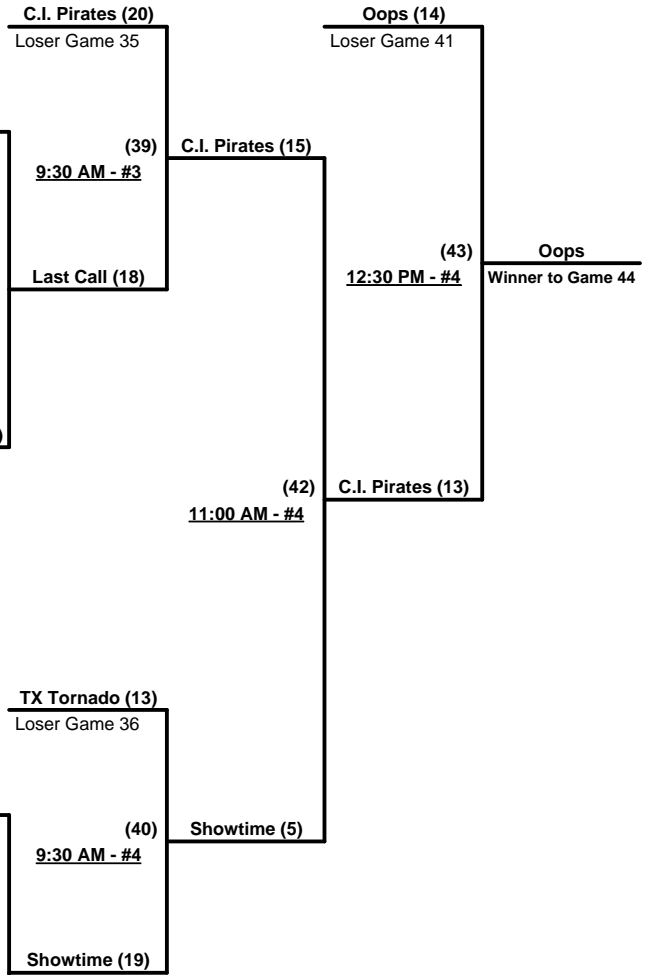 C.I. Pirates (20)
Loser Game 35
Oops (14)
Loser Game 41
(39)
9:30 AM - #3
C.I. Pirates (15)
Last Call (18)
(43)
12:30 PM - #4
Oops
Winner to Game 44
)
(42)
11:00 AM - #4
C.I. Pirates (13)
TX Tornado (13)
Loser Game 36
(40)
9:30 AM - #4
Showtime (5)
Showtime (19)